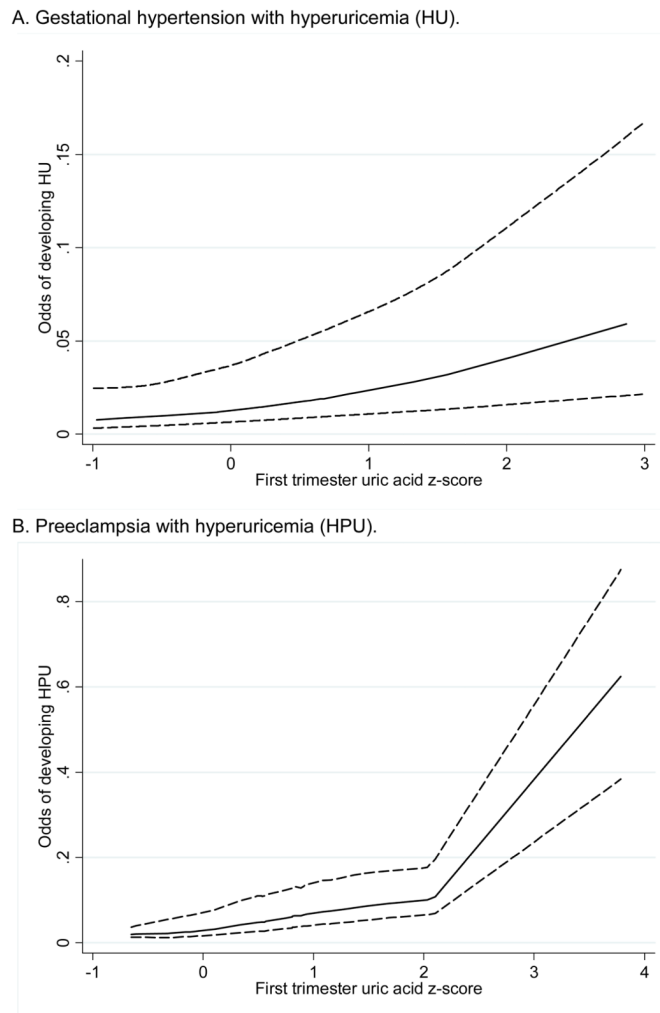 A. Gestational hypertension with hyperuricemia (HU).
.2
.15
.1
.05
0
Odds of developing HU
-1 0 1 2 3
First trimester uric acid z-score
B. Preeclampsia with hyperuricemia (HPU).
.8
.6
.4
.2
0
Odds of developing HPU
-1 0 1 2 3 4
First trimester uric acid z-score